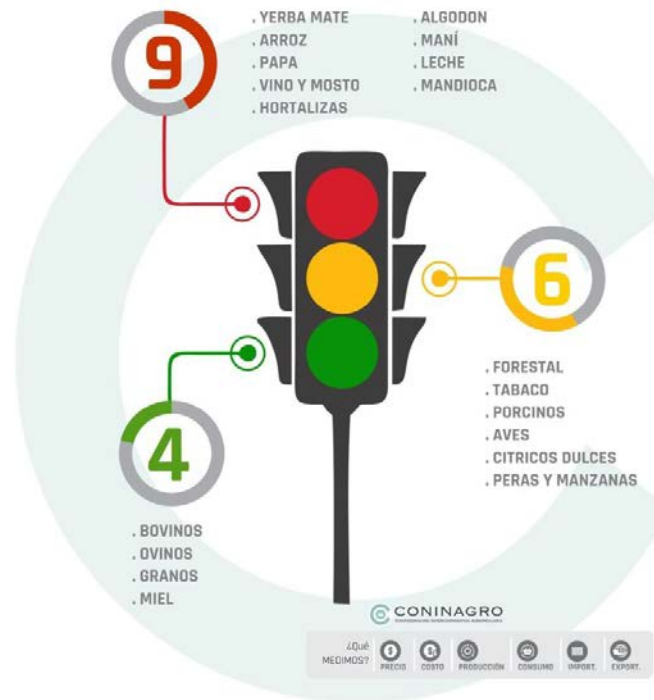 9
. YERBA MATE
. ARROZ
. PAPA
. VINO Y MOSTO
. HORTALIZAS
. ALGODON
. MANÍ
. LECHE
. MANDIOCA
6
. FORESTAL
. TABACO
. PORCINOS
. AVES
. CITRICOS DULCES
. PERAS Y MANZANAS
4
. BOVINOS
. OVINOS
. GRANOS
. MIEL
CONINAGRO
¿Qué
MEDIMOS?
PRECIO
COSTO
PRODUCCIÓN
CONSUMO
IMPORT.
EXPORT.